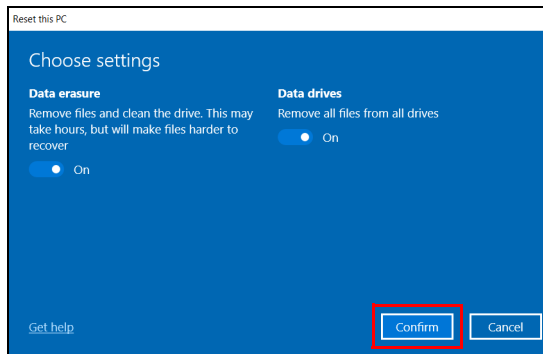 Reset this PC
Choose settings
Data erasure
Remove files and clean the drive. This may
take hours, but will make files harder to
recover
On
Data drives
Remove all files from all drives
On
Get help
Confirm
Cancel